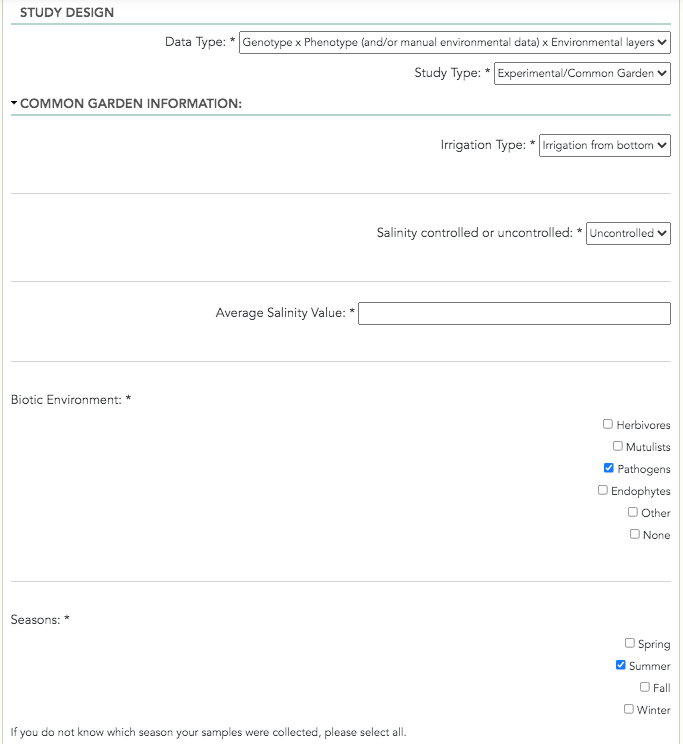 STUDY DESIGN
Data Type: * Genotype x Phenotype (and/or manual environmental data) x Environmental layers
Study Type: * Experimental/Common Garden
COMMON GARDEN INFORMATION:
Irrigation Type: * Irrigation from bottom
Salinity controlled or uncontrolled: * Uncontrolled
Average Salinity Value: *
Biotic Environment: *
Herbivores
Mutulists
Pathogens
Endophytes
Other
None
Seasons: *
Spring
Summer
Fall
Winter
If you do not know which season your samples were collected, please select all.